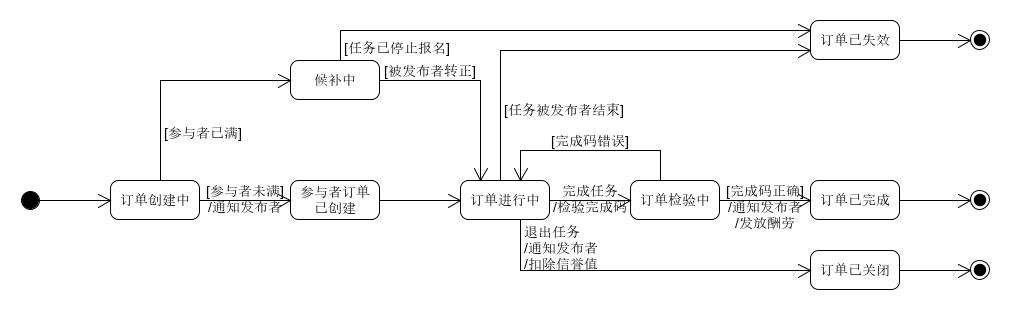 订单已失效
[任务已停止报名]
候补中
[被发布者转正]
[任务被发布者结束]
[参与者已满]
[完成码错误]
订单创建中
[参与者未满]
/通知发布者
参与者订单
已创建
订单进行中
完成任务
/检验完成码
订单检验中
[完成码正确]
/通知发布者
/发放酬劳
订单已完成
退出任务
/通知发布者
/扣除信誉值
订单已关闭